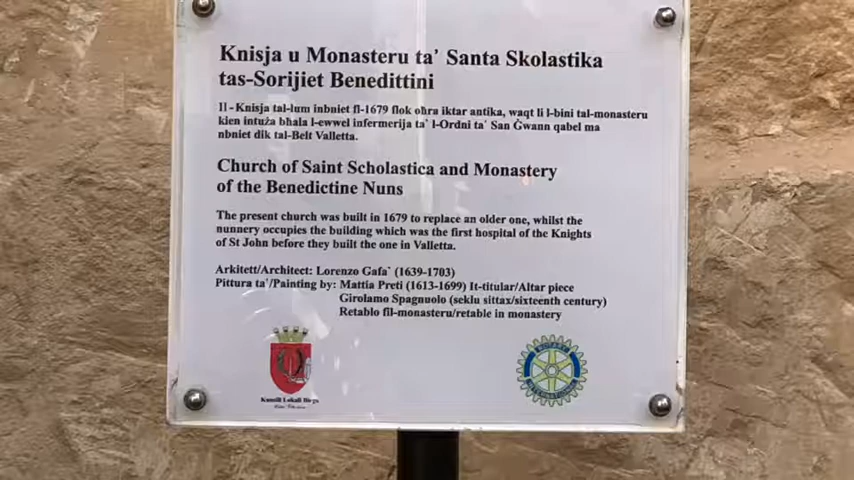 Knisja u Monasteru ta' Santa Skolastika
tas-Sorijiet Benedittini
Il-Knisja tal-lum inbniet fl-1679 flok oħra iktar antika, waqt li l-bini tal-monasteru
kien intuża bħala l-ewwel infermerija ta' l-Ordni ta' San Ġwann qabel ma
nbniet dik tal-Belt Valletta.
Church of Saint Scholastica and Monastery
of the Benedictine Nuns
The present church was built in 1679 to replace an older one, whilst the
nunnery occupies the building which was the first hospital of the Knights
of St John before they built the one in Valletta.
Arkitett/Architect: Lorenzo Gafa` (1639-1703)
Pittura ta'/Painting by: Mattia Preti (1613-1699) It-titular/Altar piece
Girolamo Spagnuolo (seklu sittax/sixteenth century)
Retablo fil-monasteru/retable in monastery
Kunsill Lokali Birgu
ROTARY
INTERNATIONAL